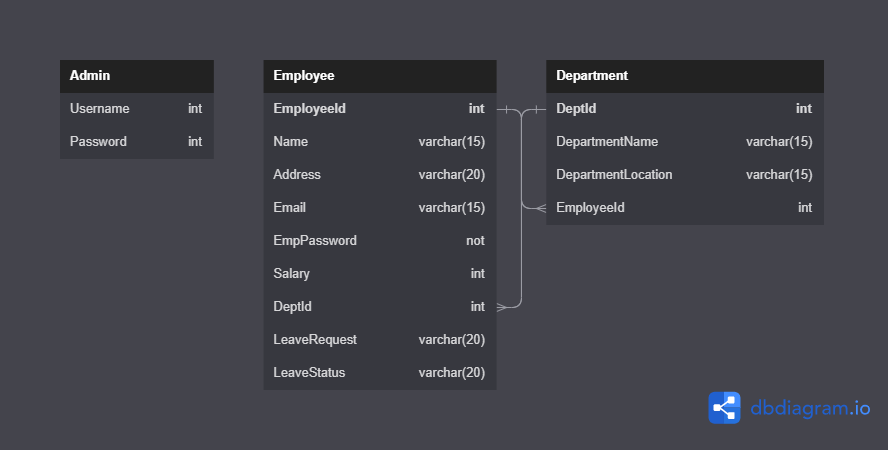 Admin
Username int
Password int
Employee
EmployeeId int
Name varchar(15)
Address varchar(20)
Email varchar(15)
EmpPassword not
Salary int
DeptId int
LeaveRequest varchar(20)
LeaveStatus varchar(20)
Department
DeptId int
DepartmentName varchar(15)
DepartmentLocation varchar(15)
EmployeeId int
dbdiagram.io